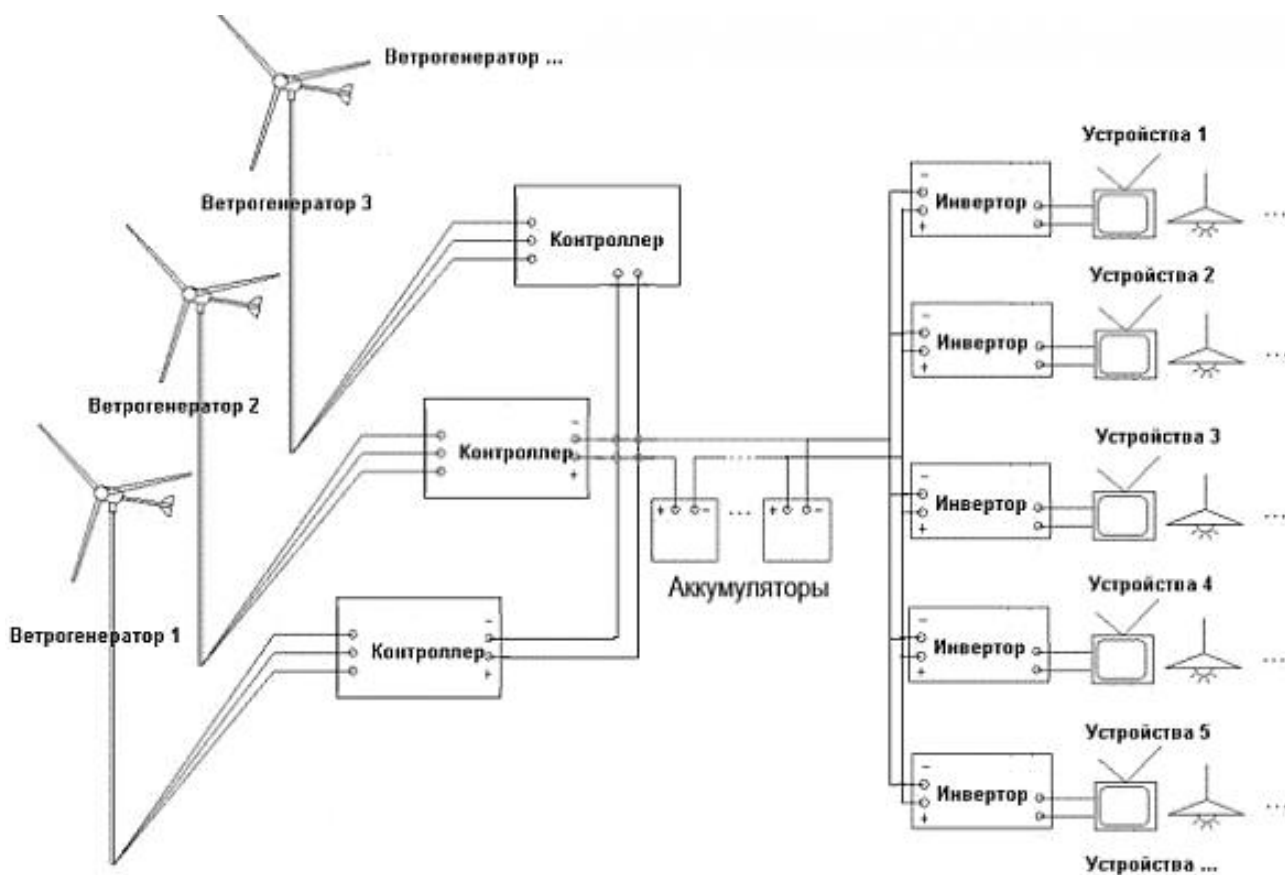 Ветрогенератор ...
Ветрогенератор 3
Ветрогенератор 2
Ветрогенератор 1
Контроллер
Контроллер
- +
Контроллер
- +
+ - ... + -
Аккумуляторы
Устройства 1
- Инвертор +
...
Устройства 2
- Инвертор +
...
Устройства 3
Инвертор +
...
Устройства 4
- Инвертор +
...
Устройства 5
- Инвертор +
...
Устройства ...